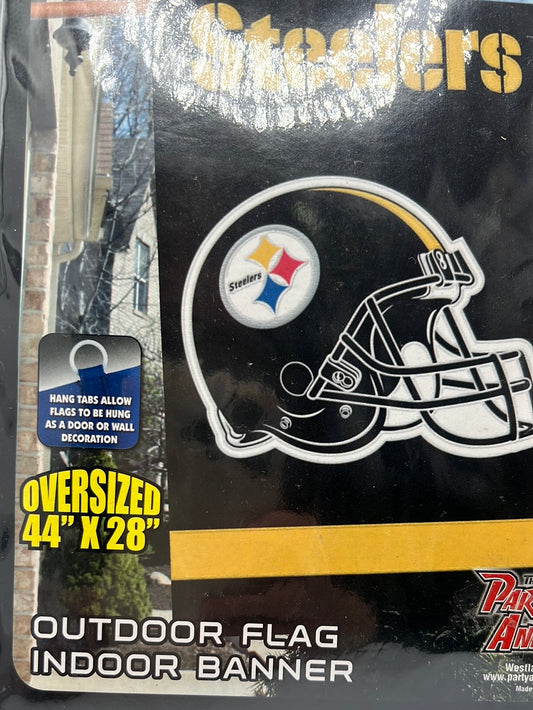 Steelers
Steelers
HANG TABS ALLOW
FLAGS TO BE HUNG
AS A DOOR OR WALL
DECORATION
OVERSIZED
44" X 28"
OUTDOOR FLAG
INDOOR BANNER
Made